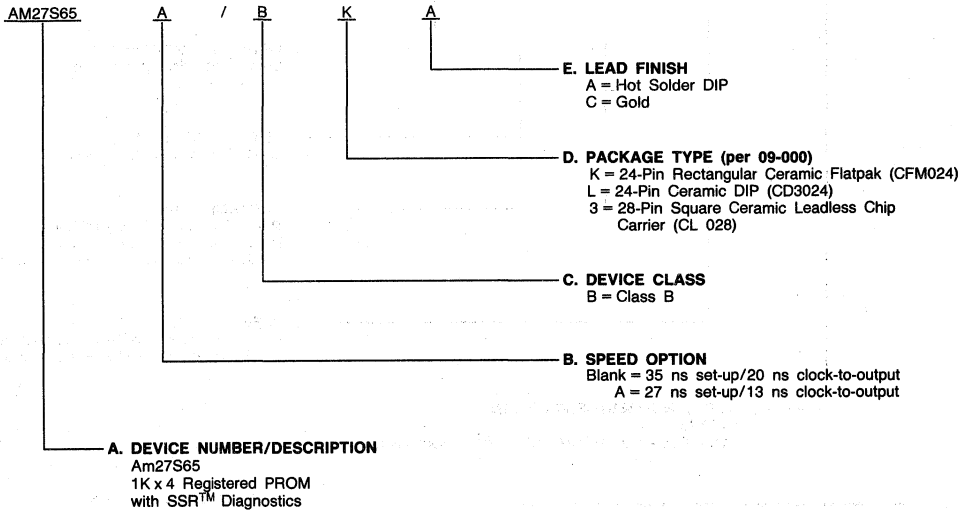 AM27S65 A / B K A
E. LEAD FINISH
A = Hot Solder DIP
C = Gold
D. PACKAGE TYPE (per 09-000)
K = 24-Pin Rectangular Ceramic Flatpak (CFM024)
L = 24-Pin Ceramic DIP (CD3024)
3 = 28-Pin Square Ceramic Leadless Chip
Carrier (CL 028)
C. DEVICE CLASS
B = Class B
B. SPEED OPTION
Blank = 35 ns set-up/20 ns clock-to-output
A = 27 ns set-up/13 ns clock-to-output
A. DEVICE NUMBER/DESCRIPTION
Am27S65
1K x 4 Registered PROM
with SSR™ Diagnostics